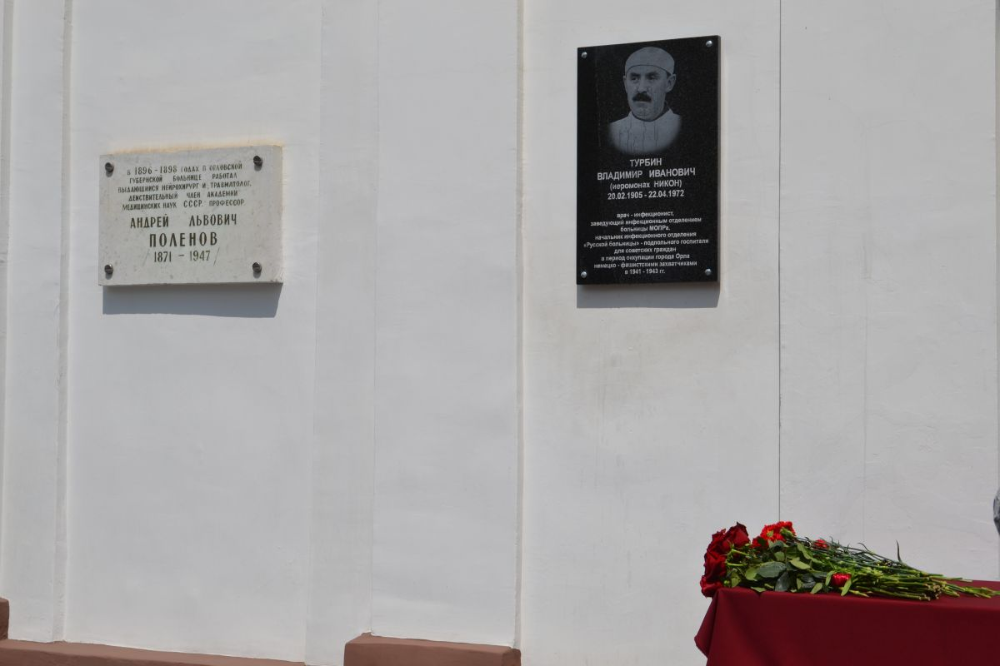 В 1896-1898 ГОДАХ В ОРЛОВСКОЙ
ГУБЕРНСКОЙ БОЛЬНИЦЕ РАБОТАЛ
ВЫДАЮЩИЙСЯ НЕЙРОХИРУРГ И ТРАВМАТОЛОГ,
ДЕЙСТВИТЕЛЬНЫЙ ЧЛЕН АКАДЕМИИ
МЕДИЦИНСКИХ НАУК СССР, ПРОФЕССОР
АНДРЕЙ ЛЬВОВИЧ
ПОЛЕНОВ
/ 1871 - 1947 /
ТУРБИН
ВЛАДИМИР ИВАНОВИЧ
(иеромонах НИКОН)
20.02.1905 - 22.04.1972
врач - инфекционист,
заведующий инфекционным отделением
больницы МОПРа,
начальник инфекционного отделения
«Русской больницы» - подпольного госпиталя
для советских граждан
в период оккупации города Орла
немецко - фашистскими захватчиками
в 1941 - 1943 гг.